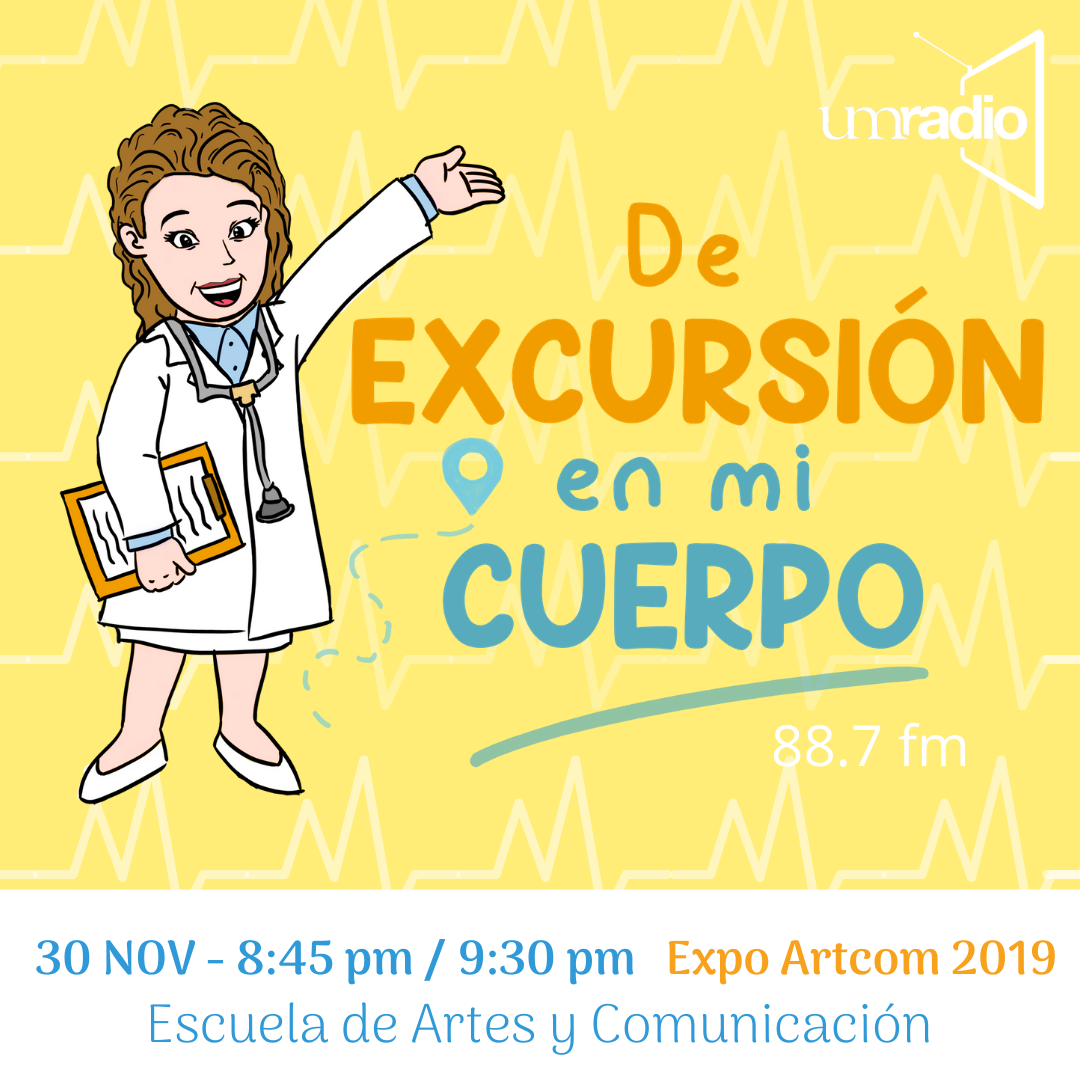 umradio
De
EXCURSIÓN
en mi
CUERPO
88.7 fm
30 NOV - 8:45 pm / 9:30 pm Expo Artcom 2019
Escuela de Artes y Comunicación